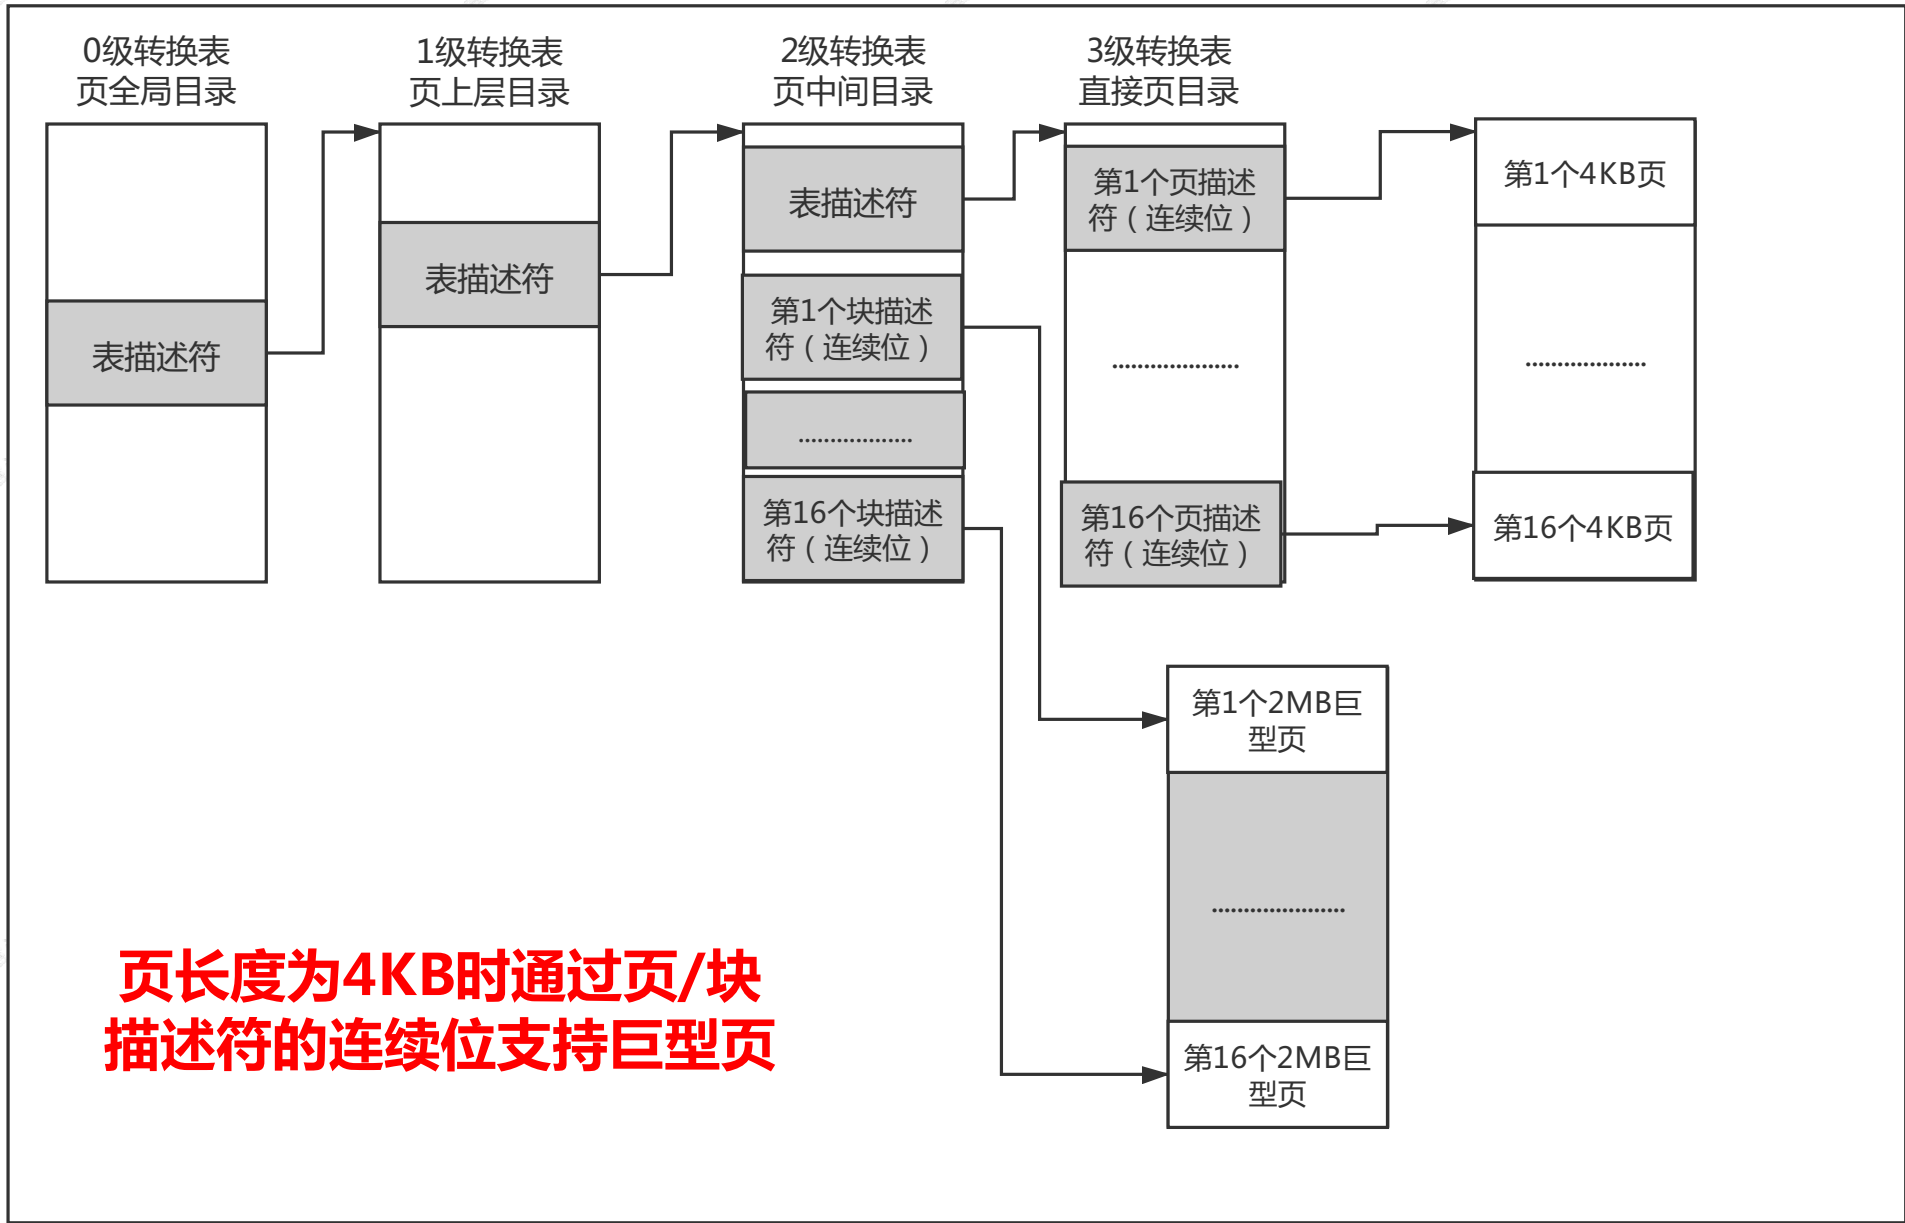 0级转换表
页全局目录
1级转换表
页上层目录
2级转换表
页中间目录
3级转换表
直接页目录
表描述符
表描述符
表描述符
第1个块描述
符（连续位）
..................
第16个块描述
符（连续位）
第1个页描述
符（连续位）
....................
第16个页描述
符（连续位）
第1个4KB页
...................
第16个4KB页
第1个2MB巨
型页
.....................
第16个2MB巨
型页
页长度为4KB时通过页/块
描述符的连续位支持巨型页